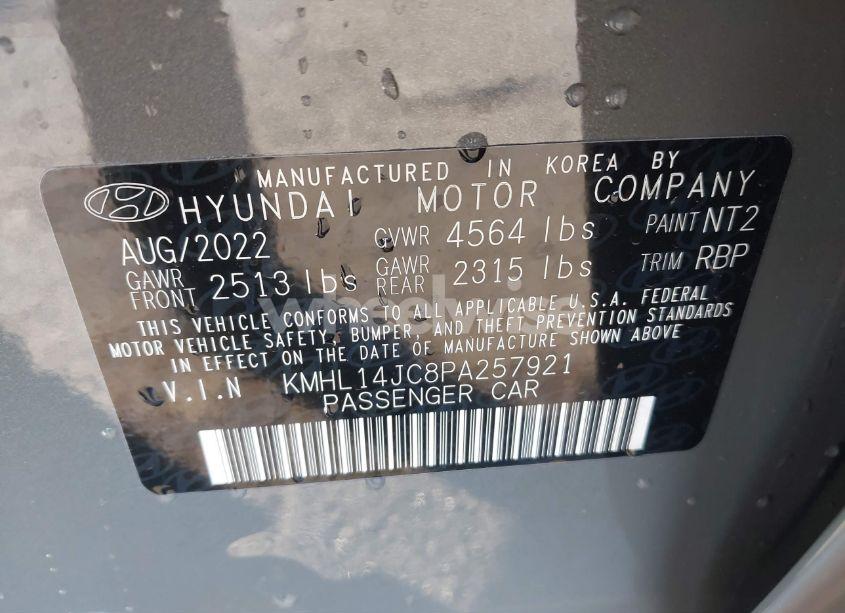 MANUFACTURED IN KOREA BY
HYUNDAI MOTOR COMPANY
AUG/2022 GVWR 4564 lbs PAINT NT2
GAWR FRONT 2513 lbs GAWR REAR 2315 lbs TRIM RBP
THIS VEHICLE CONFORMS TO ALL APPLICABLE U.S.A. FEDERAL
MOTOR VEHICLE SAFETY, BUMPER, AND THEFT PREVENTION STANDARDS
IN EFFECT ON THE DATE OF MANUFACTURE SHOWN ABOVE
V.I.N KMHL14JC8PA257921
PASSENGER CAR